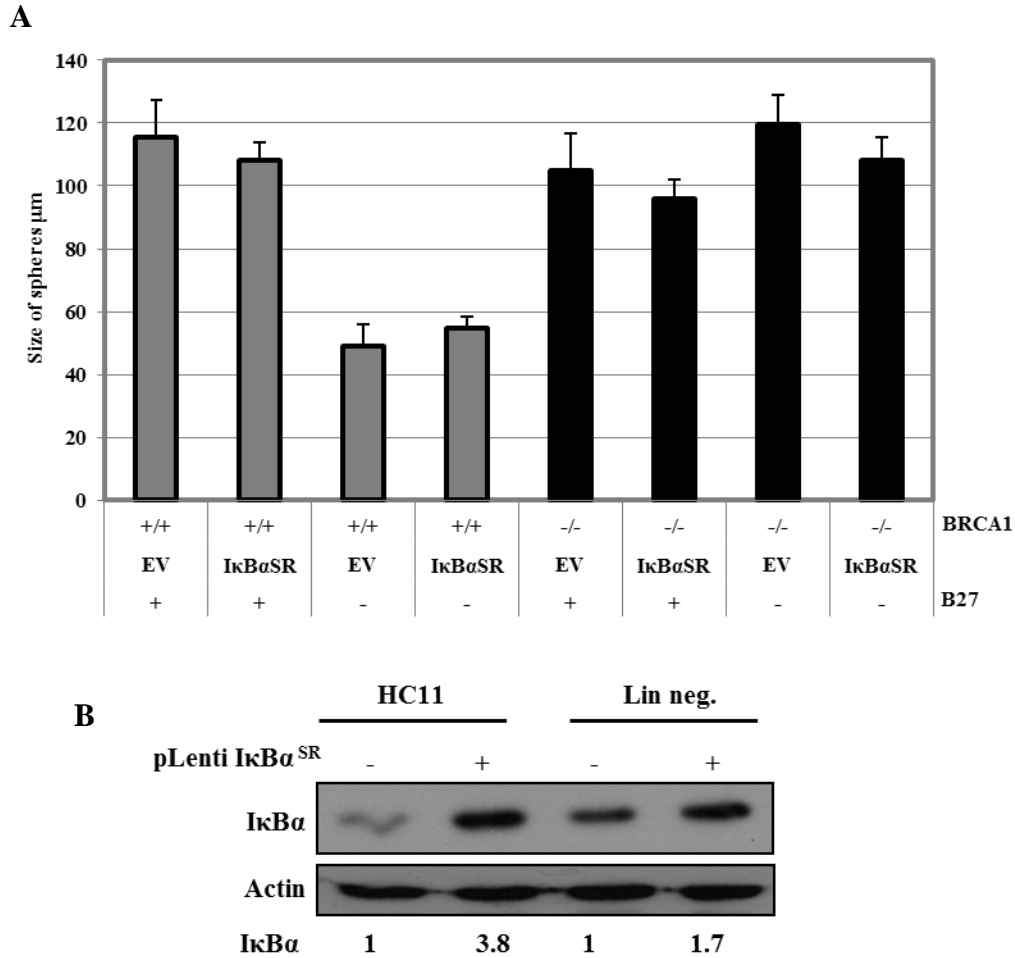 A
140
120
100
80
60
40
20
0
Size of spheres µm
+/+ +/+ +/+ +/+ -/- -/- -/- -/- BRCA1
EV IκBαSR EV IκBαSR EV IκBαSR EV IκBαSR
+ + - - + + - - B27
B
HC11 Lin neg.
pLenti IκBα SR - + - +
IκBα
Actin
IκBα 1 3.8 1 1.7